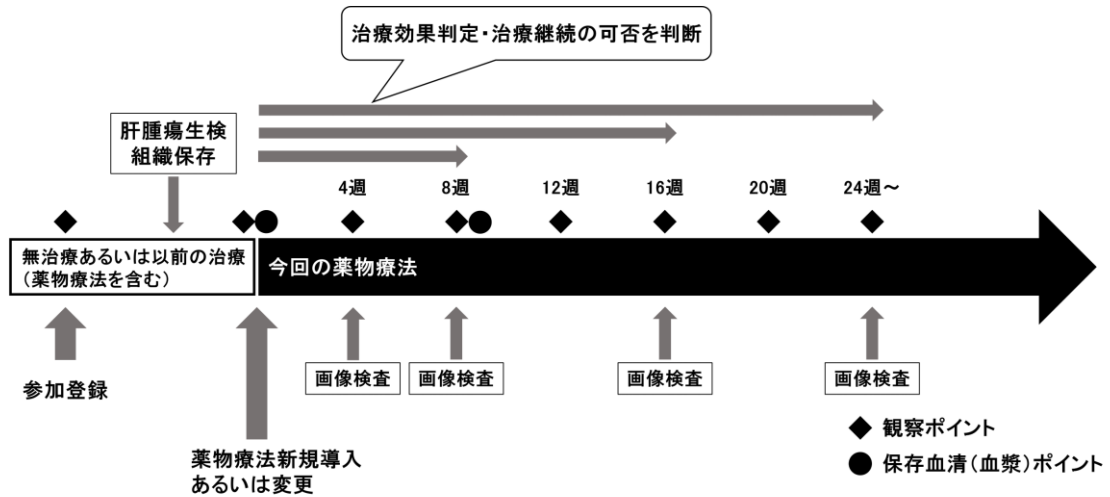 治療効果判定・治療継続の可否を判断
肝腫瘍生検
組織保存
4週
8週
12週
16週
20週
24週～
無治療あるいは以前の治療
（薬物療法を含む）
今回の薬物療法
画像検査
画像検査
画像検査
画像検査
参加登録
薬物療法新規導入
あるいは変更
観察ポイント
保存血清（血漿）ポイント